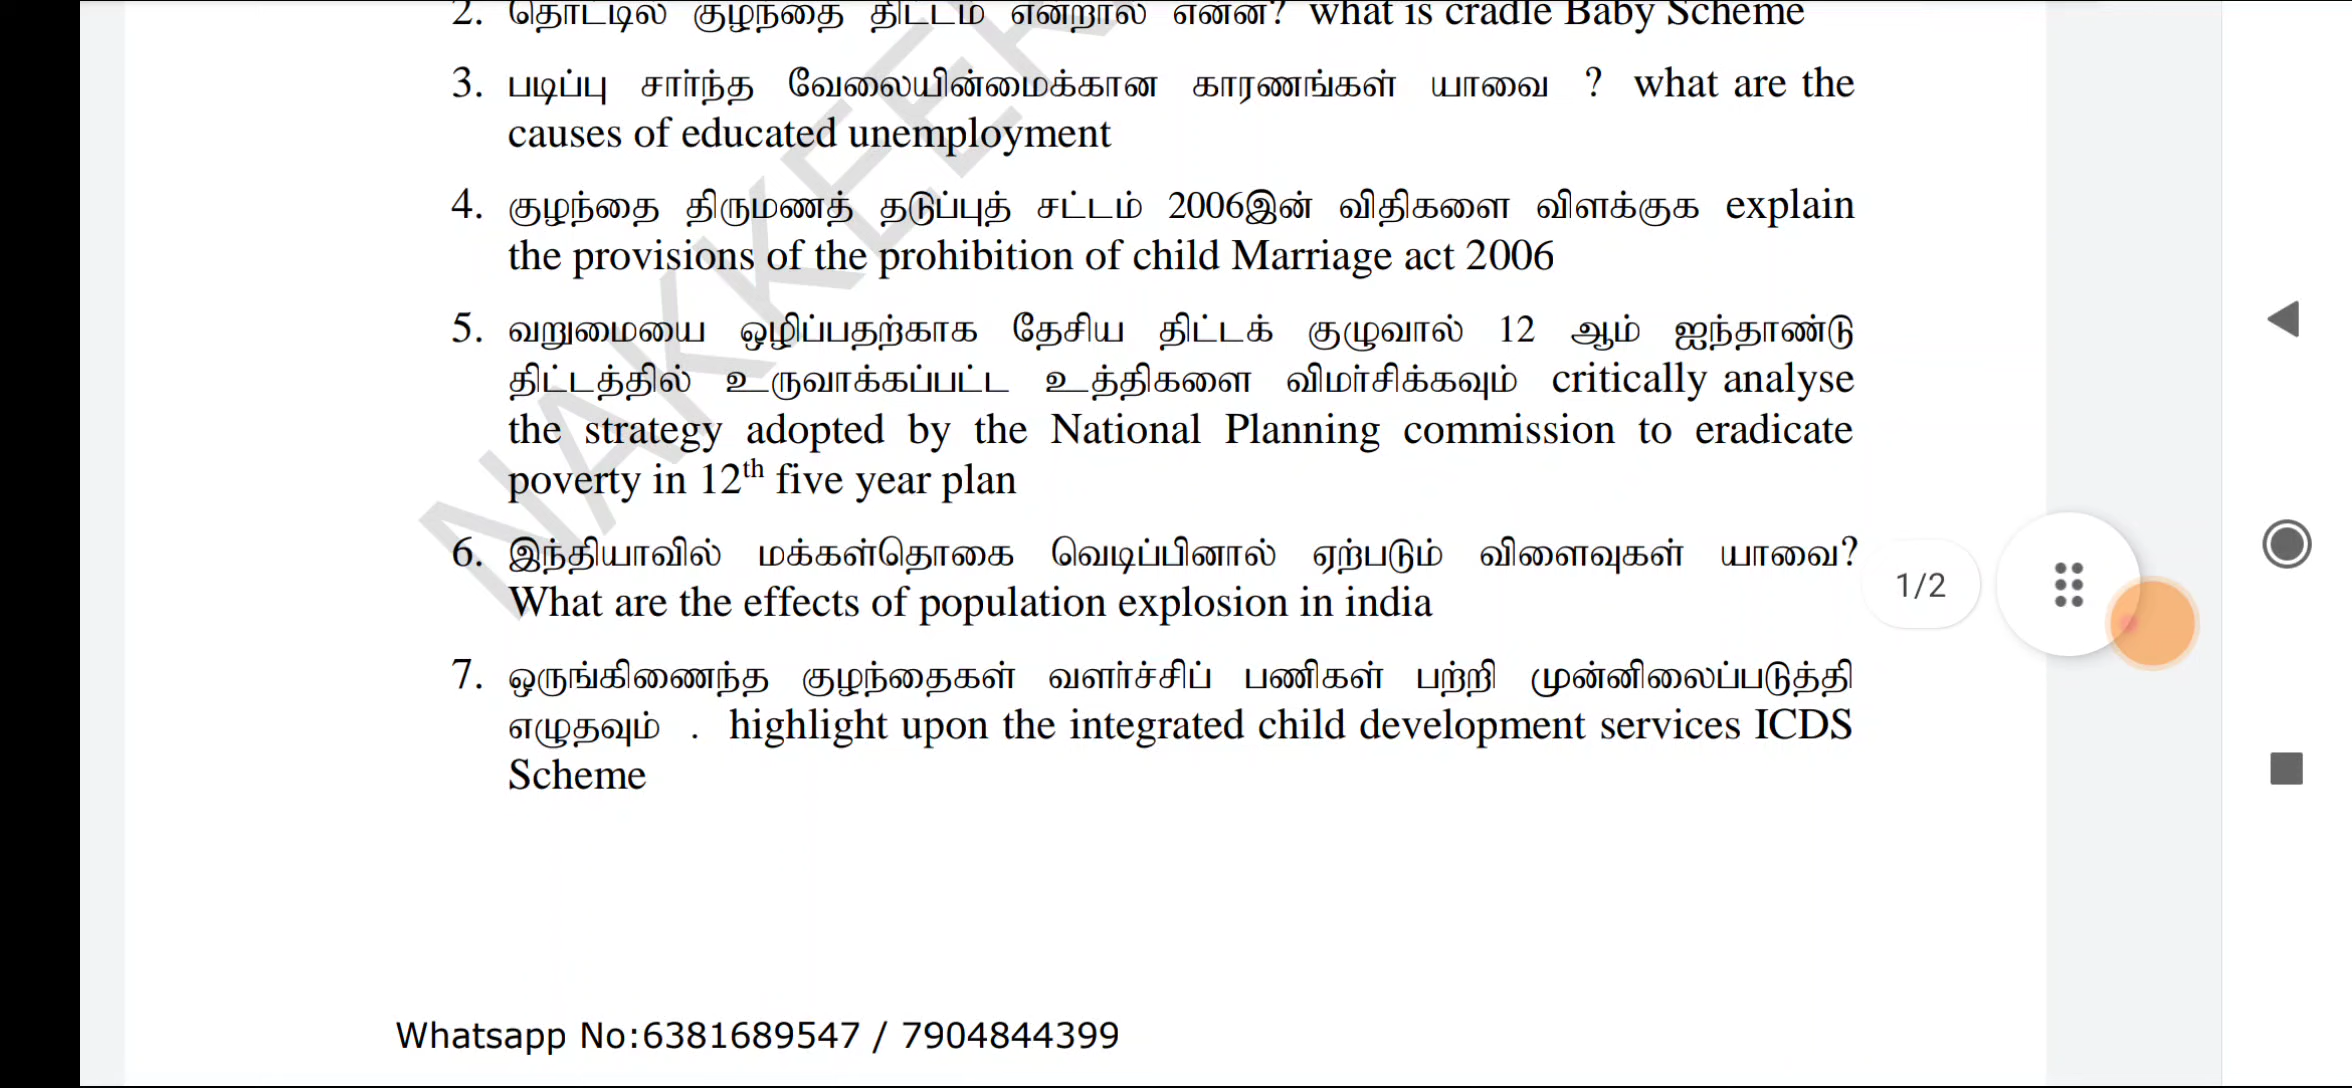 2. தொட்டில் குழந்தை திட்டம் என்றால் என்ன? what is cradle Baby Scheme
3. படிப்பு சார்ந்த வேலையின்மைக்கான காரணங்கள் யாவை ? what are the
causes of educated unemployment
4. குழந்தை திருமணத் தடுப்புத் சட்டம் 2006இன் விதிகளை விளக்குக explain
the provisions of the prohibition of child Marriage act 2006
5. வறுமையை ஒழிப்பதற்காக தேசிய திட்டக் குழுவால் 12 ஆம் ஐந்தாண்டு
திட்டத்தில் உருவாக்கப்பட்ட உத்திகளை விமர்சிக்கவும் critically analyse
the strategy adopted by the National Planning commission to eradicate
poverty in 12th five year plan
6. இந்தியாவில் மக்கள்தொகை வெடிப்பினால் ஏற்படும் விளைவுகள் யாவை?
What are the effects of population explosion in india
1/2
7. ஒருங்கிணைந்த குழந்தைகள் வளர்ச்சிப் பணிகள் பற்றி முன்னிலைப்படுத்தி
எழுதவும் . highlight upon the integrated child development services ICDS
Scheme
Whatsapp No:6381689547 / 7904844399